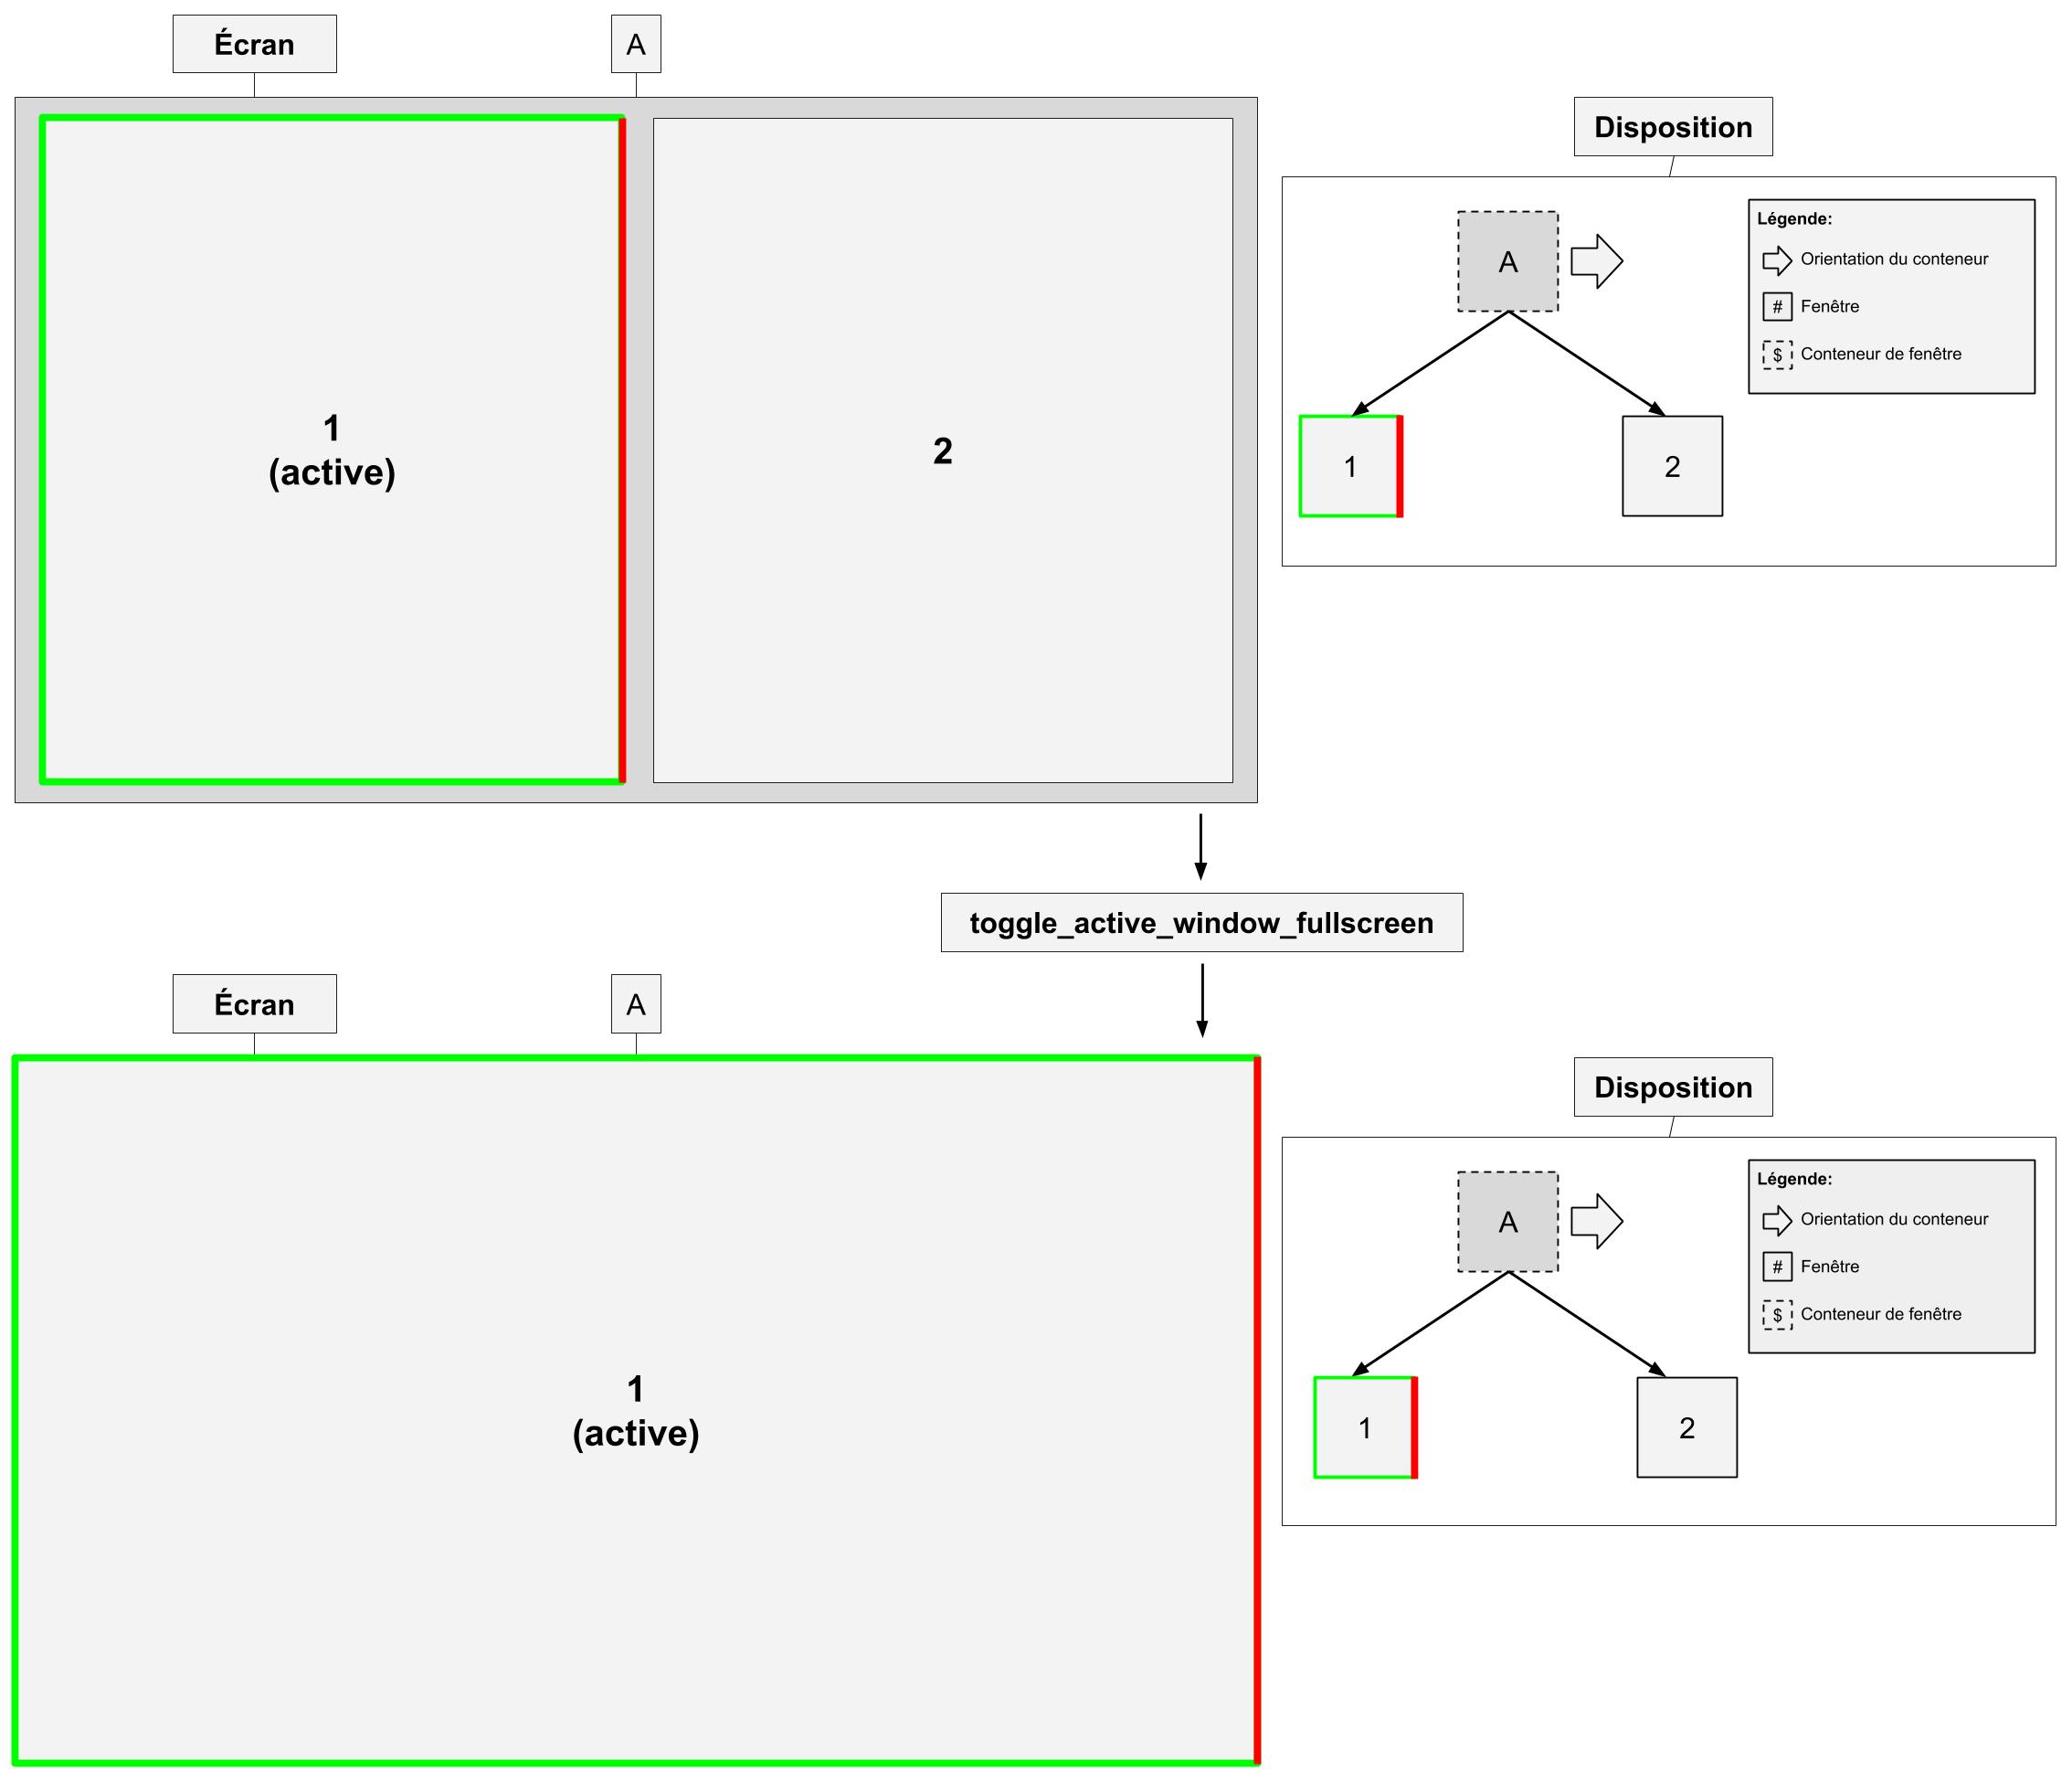 Écran
A
1
(active)
2
Disposition
A
1
2
Légende:
Orientation du conteneur
# Fenêtre
$ Conteneur de fenêtre
toggle_active_window_fullscreen
Écran
A
1
(active)
Disposition
A
1
2
Légende:
Orientation du conteneur
# Fenêtre
$ Conteneur de fenêtre